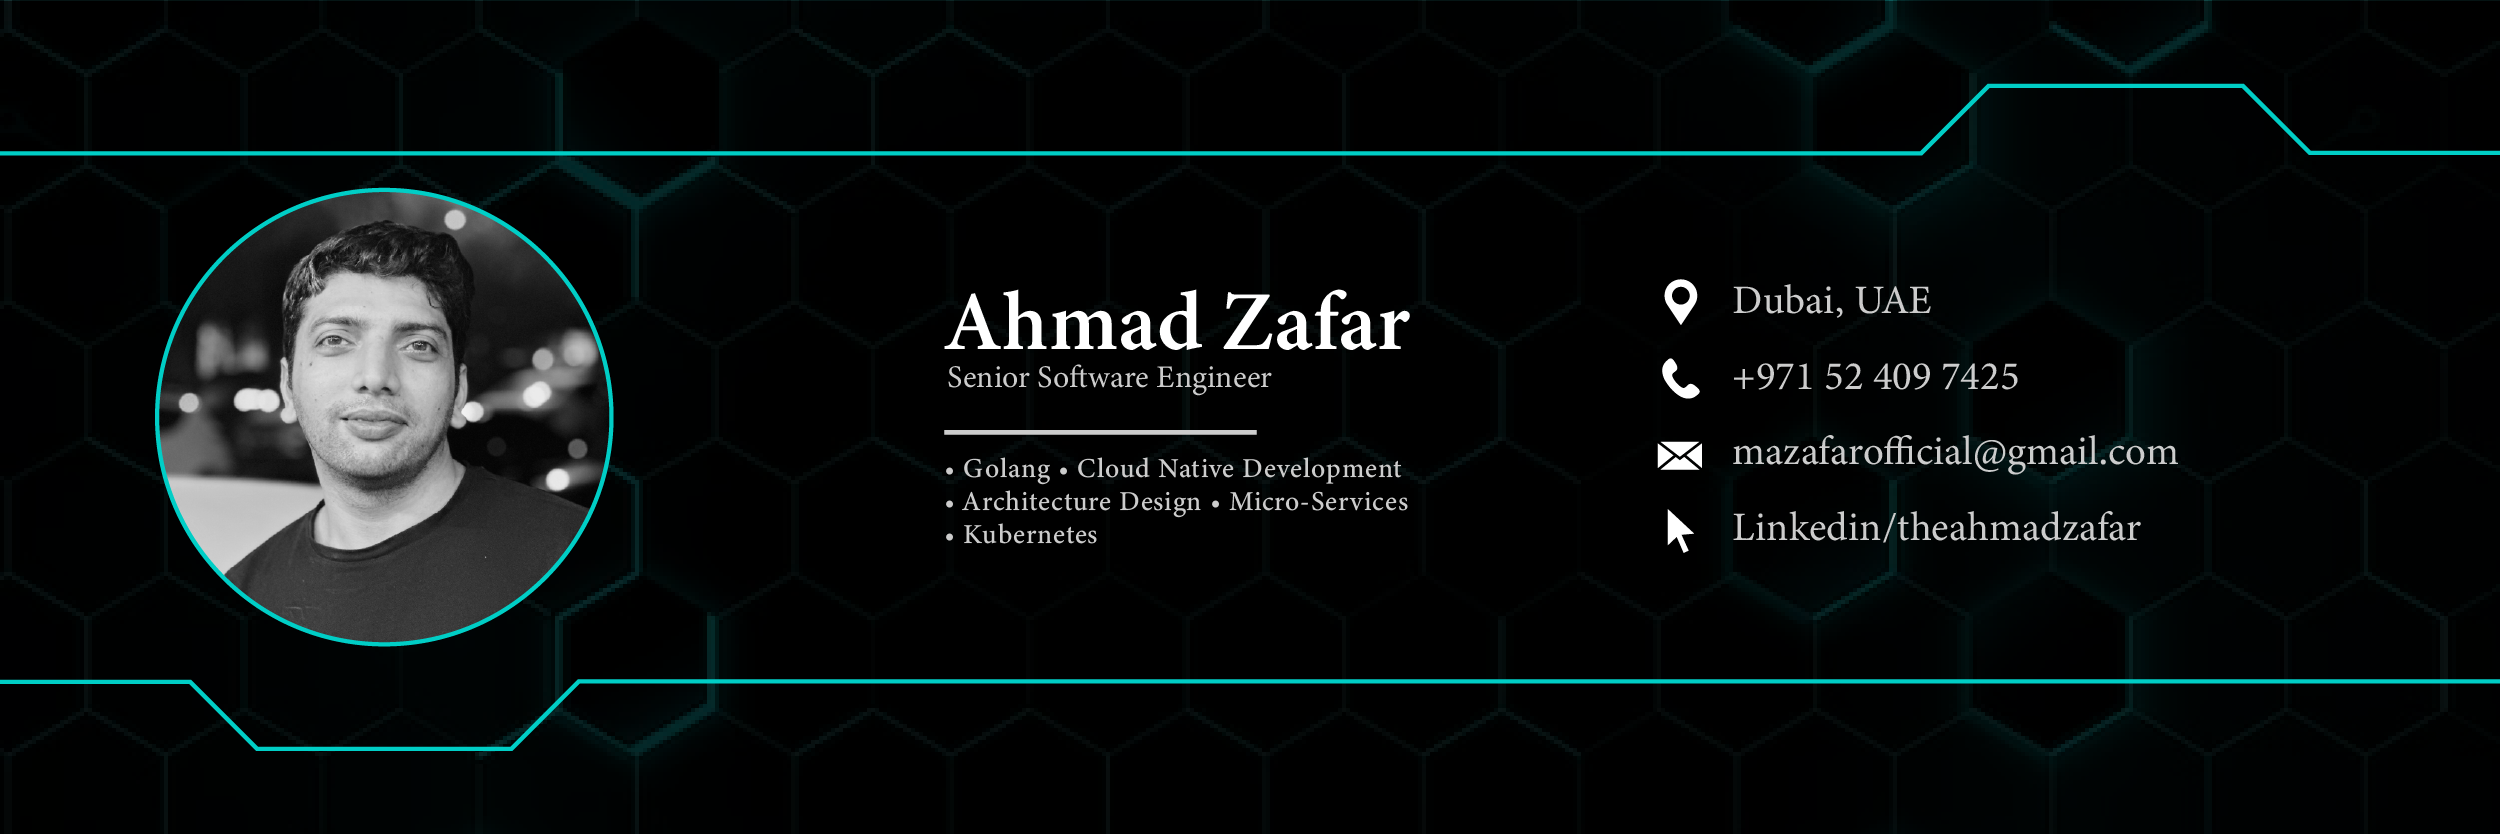 Ahmad Zafar
Senior Software Engineer
• Golang • Cloud Native Development
• Architecture Design • Micro-Services
• Kubernetes
Dubai, UAE
+971 52 409 7425
mazafarofficial@gmail.com
Linkedin/theahmadzafar